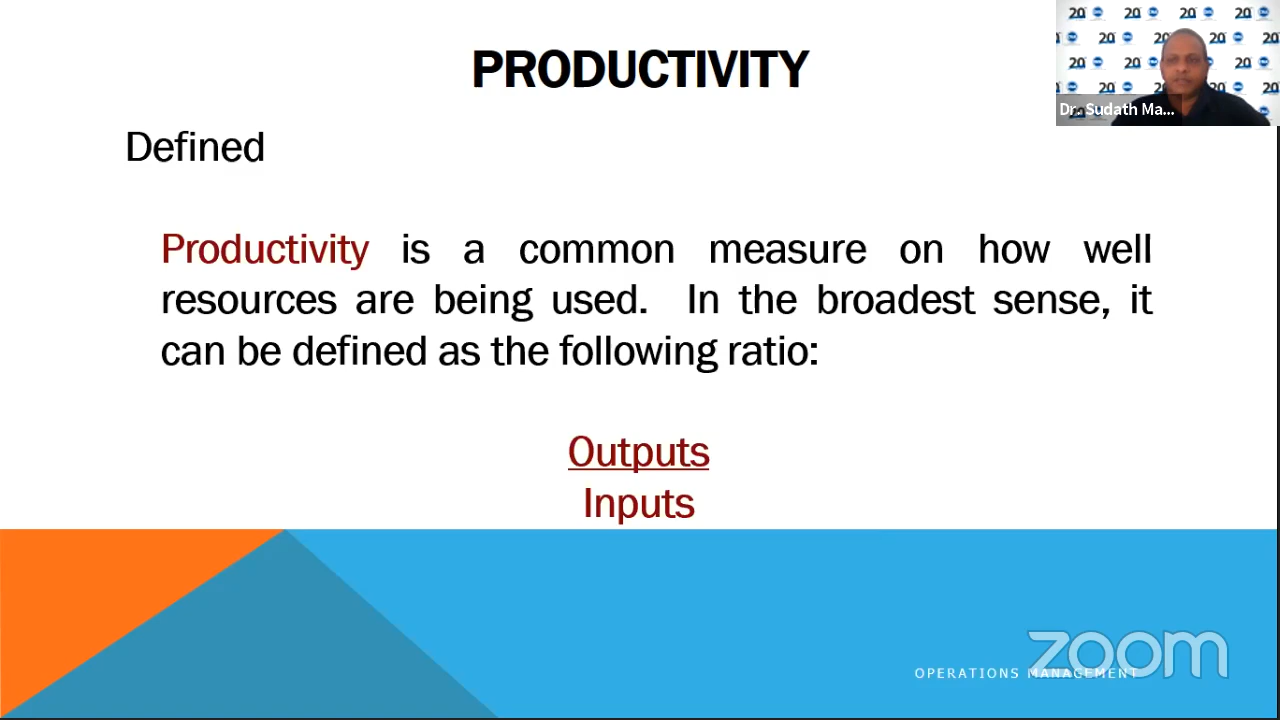 PRODUCTIVITY
Dr. Sudath Ma...
Defined
Productivity is a common measure on how well
resources are being used. In the broadest sense, it
can be defined as the following ratio:
Outputs
Inputs
zoom
OPERATIONS MANAGEMENT